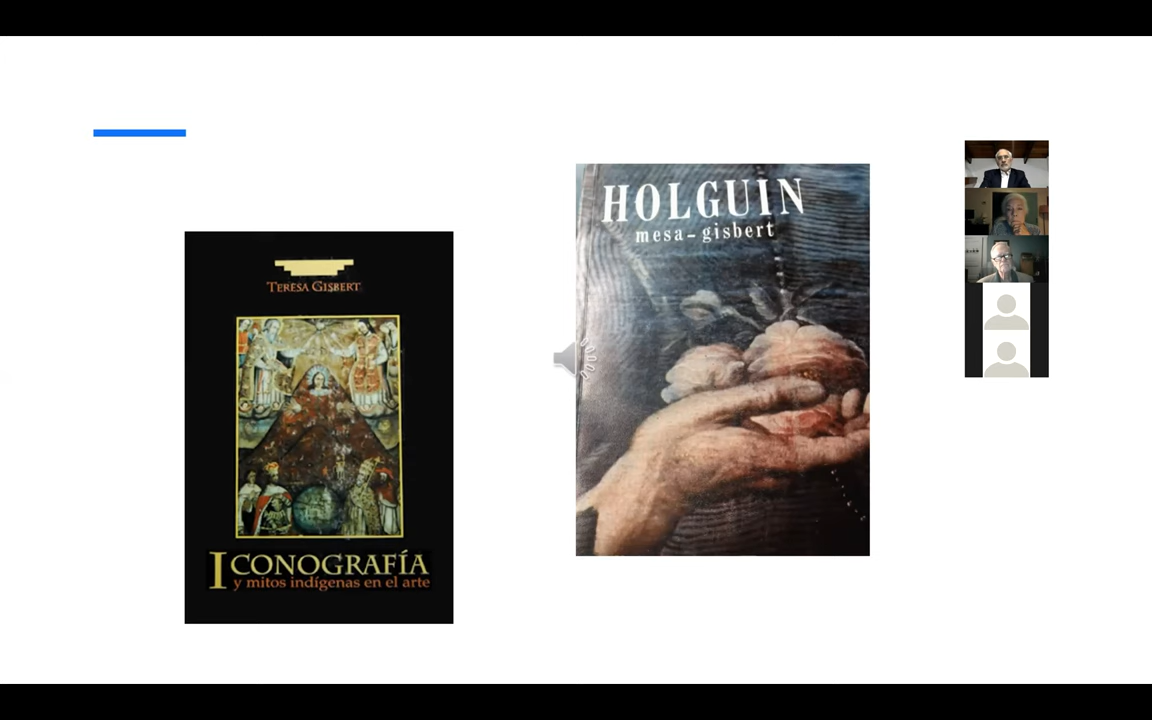 TERESA GISBERT
ICONOGRAFÍA
y mitos indígenas en el arte
HOLGUIN
mesa-gisbert